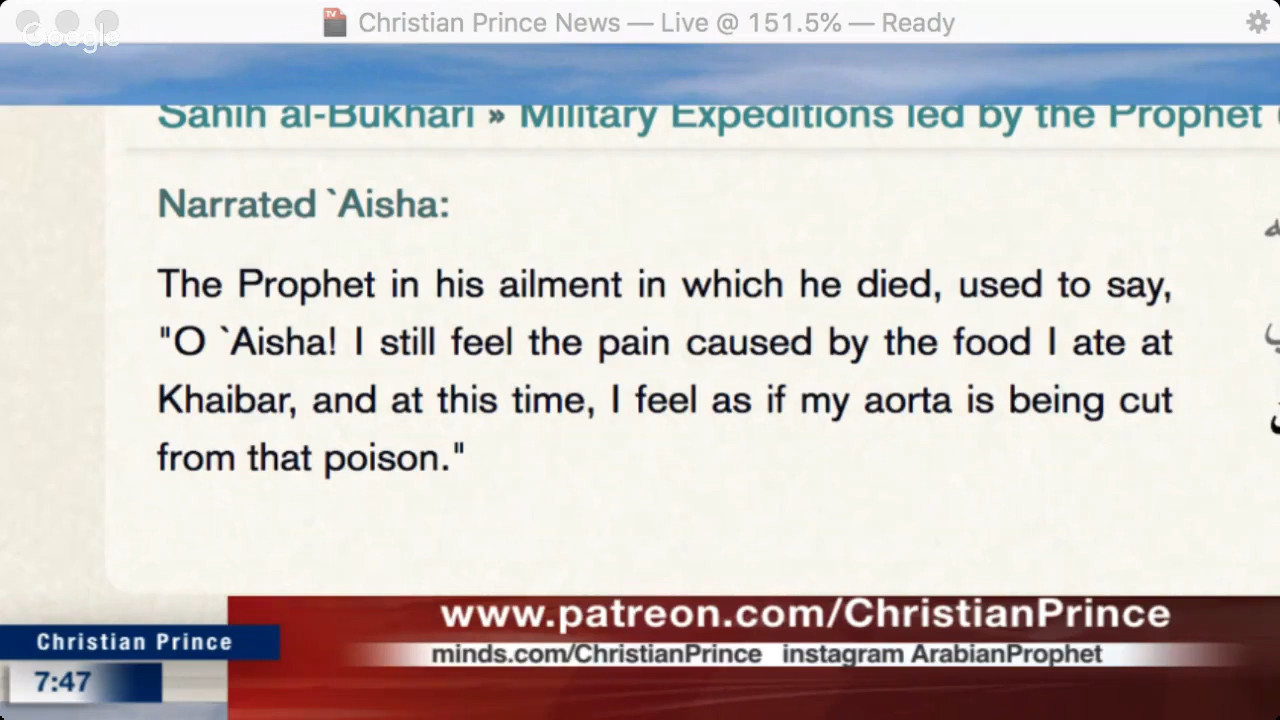 Christian Prince News — Live @ 151.5% — Ready
Google
Sahih al-Bukhari » Military Expeditions led by the Prophet
Narrated `Aisha:
The Prophet in his ailment in which he died, used to say,
"O `Aisha! I still feel the pain caused by the food I ate at
Khaibar, and at this time, I feel as if my aorta is being cut
from that poison."
www.patreon.com/ChristianPrince
Christian Prince
minds.com/ChristianPrince instagram ArabianProphet
7:47